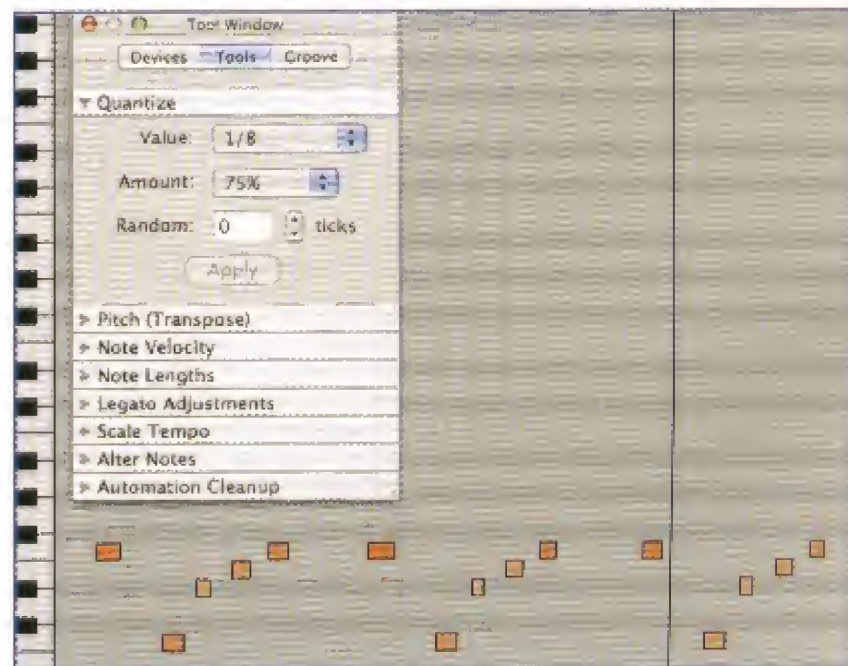 Tool Window
Devices Tools Groove
Quantize
Value: 1/8
Amount: 75%
Random: 0 ticks
Apply
Pitch (Transpose)
Note Velocity
Note Lengths
Legato Adjustments
Scale Tempo
Alter Notes
Automation Cleanup